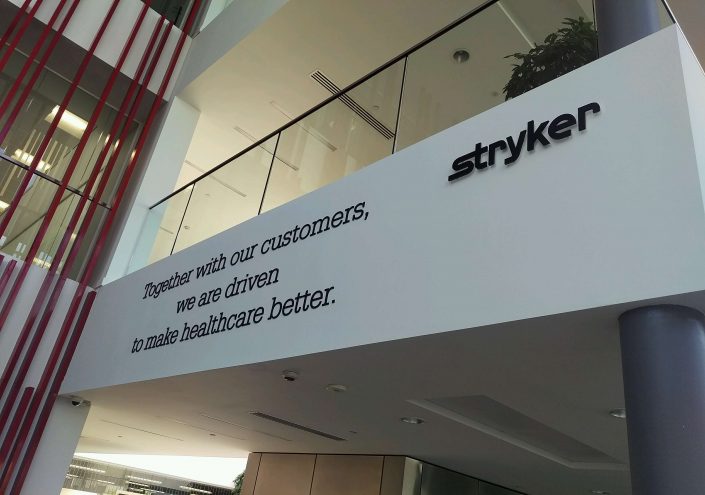 stryker
Together with our customers,
we are driven
to make healthcare better.